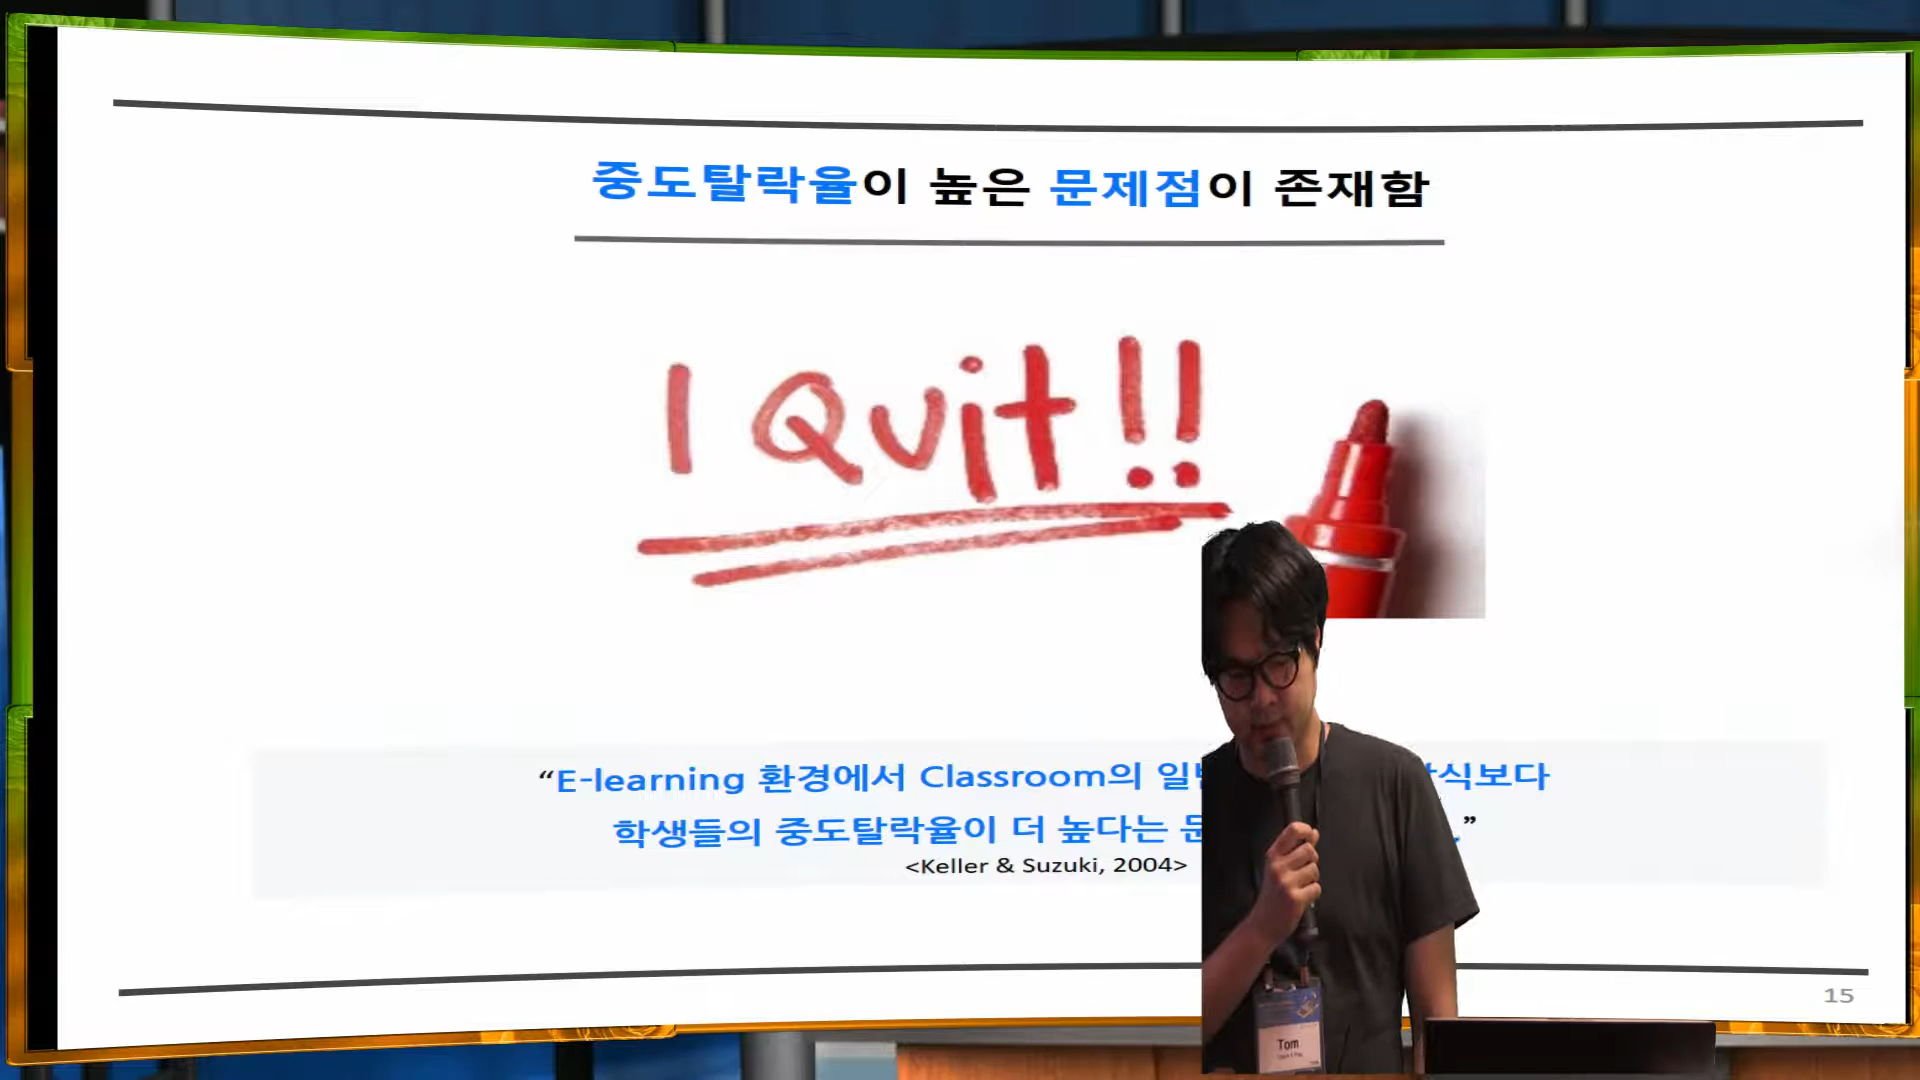 중도탈락율이 높은 문제점이 존재함
I Quit!!
“E-learning 환경에서 Classroom의 보다
학생들의 중도탈락율이 더 높다는 ”
<Keller & Suzuki, 2004>
15
Tom